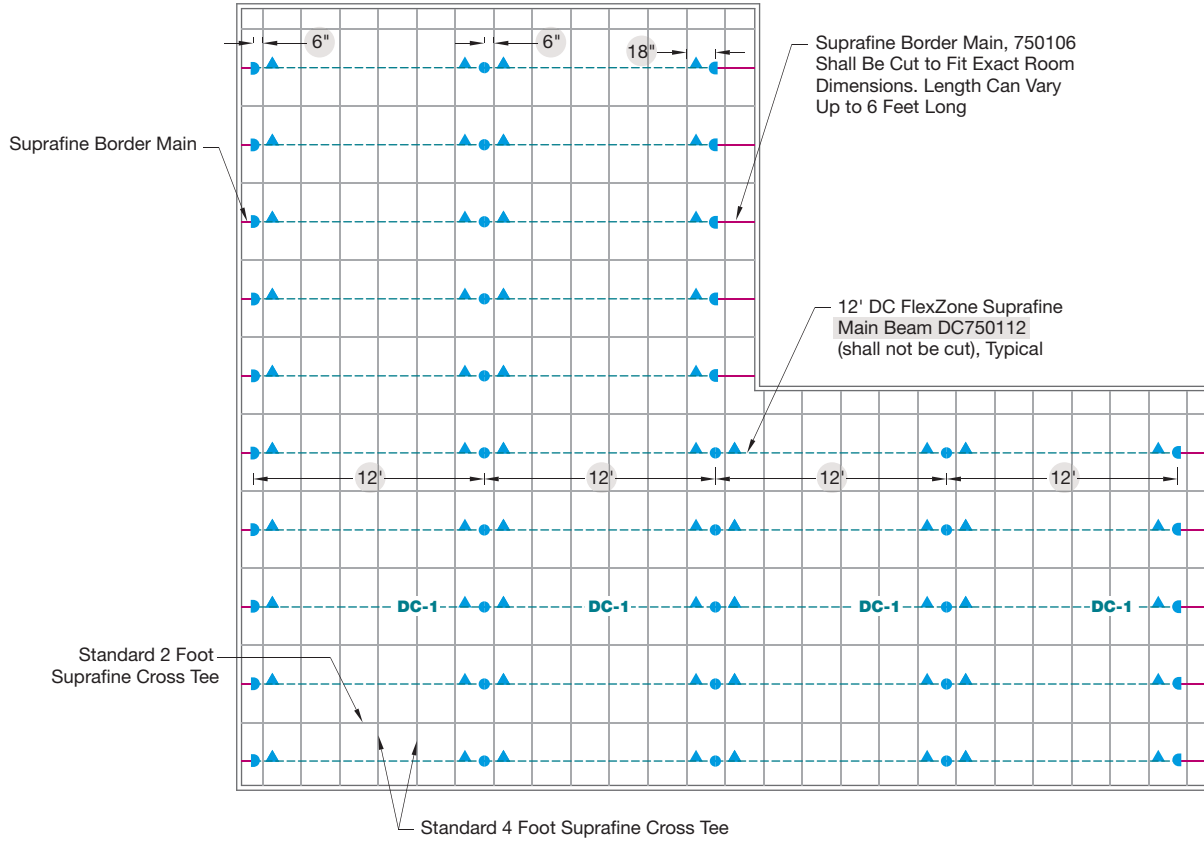 6"
6"
18"
Suprafine Border Main, 750106
Shall Be Cut to Fit Exact Room
Dimensions. Length Can Vary
Up to 6 Feet Long
Suprafine Border Main
12' DC FlexZone Suprafine
Main Beam DC750112
(shall not be cut), Typical
12'
12'
12'
12'
DC-1
DC-1
DC-1
DC-1
Standard 2 Foot
Suprafine Cross Tee
Standard 4 Foot Suprafine Cross Tee